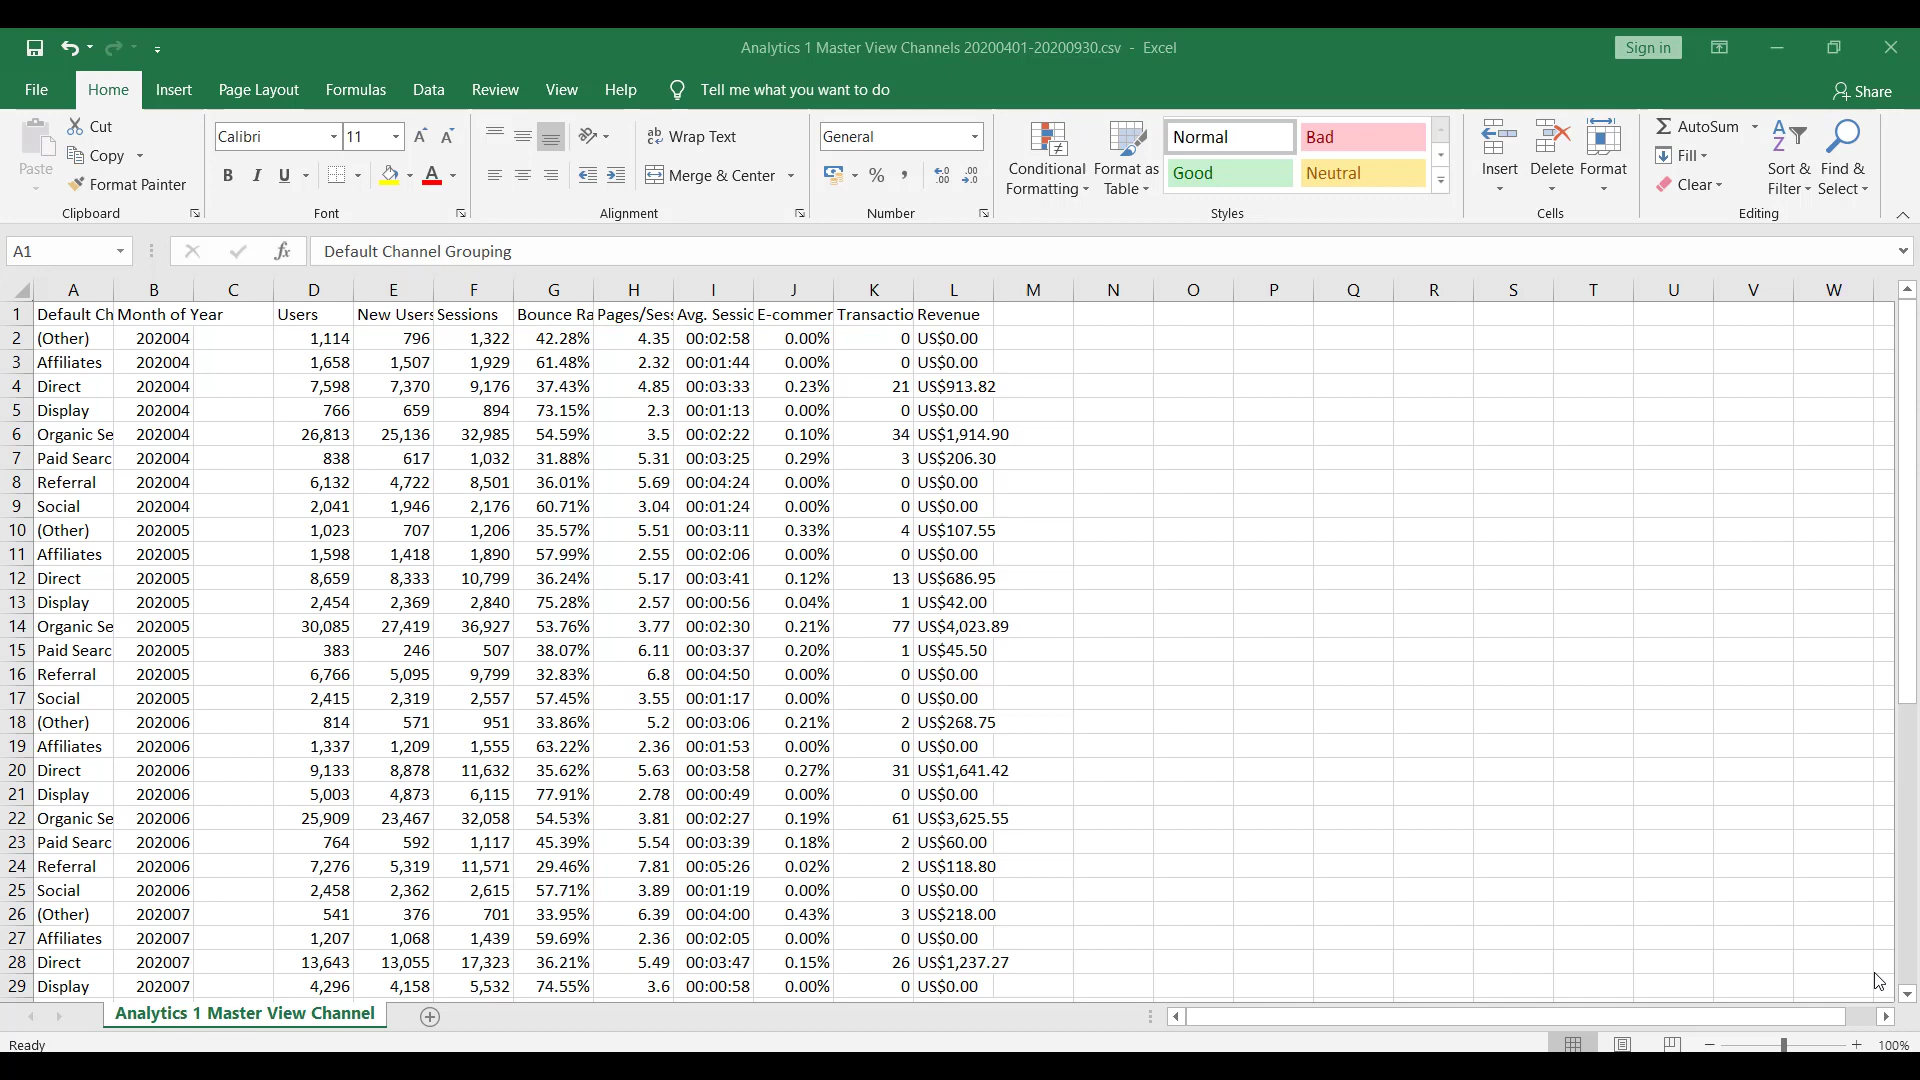 Analytics 1 Master View Channels 20200401-20200930.csv - Excel
Sign in
File Home Insert Page Layout Formulas Data Review View Help Tell me what you want to do Share
Paste Cut Copy Format Painter
Calibri 11
Wrap Text
Merge & Center
General
Conditional Formatting Format as Table
Normal Bad
Good Neutral
Insert Delete Format
AutoSum Fill Clear
Sort & Filter Find & Select
Clipboard Font Alignment Number Styles Cells Editing
A1 fx Default Channel Grouping
A B C D E F G H I J K L M N O P Q R S T U V W
1 Default Ch Month of Year Users New Users Sessions Bounce Ra Pages/Ses Avg. Sessic E-commer Transactio Revenue
2 (Other) 202004 1,114 796 1,322 42.28% 4.35 00:02:58 0.00% 0 US$0.00
3 Affiliates 202004 1,658 1,507 1,929 61.48% 2.32 00:01:44 0.00% 0 US$0.00
4 Direct 202004 7,598 7,370 9,176 37.43% 4.85 00:03:33 0.23% 21 US$913.82
5 Display 202004 766 659 894 73.15% 2.3 00:01:13 0.00% 0 US$0.00
6 Organic Se 202004 26,813 25,136 32,985 54.59% 3.5 00:02:22 0.10% 34 US$1,914.90
7 Paid Searc 202004 838 617 1,032 31.88% 5.31 00:03:25 0.29% 3 US$206.30
8 Referral 202004 6,132 4,722 8,501 36.01% 5.69 00:04:24 0.00% 0 US$0.00
9 Social 202004 2,041 1,946 2,176 60.71% 3.04 00:01:24 0.00% 0 US$0.00
10 (Other) 202005 1,023 707 1,206 35.57% 5.51 00:03:11 0.33% 4 US$107.55
11 Affiliates 202005 1,598 1,418 1,890 57.99% 2.55 00:02:06 0.00% 0 US$0.00
12 Direct 202005 8,659 8,333 10,799 36.24% 5.17 00:03:41 0.12% 13 US$686.95
13 Display 202005 2,454 2,369 2,840 75.28% 2.57 00:00:56 0.04% 1 US$42.00
14 Organic Se 202005 30,085 27,419 36,927 53.76% 3.77 00:02:30 0.21% 77 US$4,023.89
15 Paid Searc 202005 383 246 507 38.07% 6.11 00:03:37 0.20% 1 US$45.50
16 Referral 202005 6,766 5,095 9,799 32.83% 6.8 00:04:50 0.00% 0 US$0.00
17 Social 202005 2,415 2,319 2,557 57.45% 3.55 00:01:17 0.00% 0 US$0.00
18 (Other) 202006 814 571 951 33.86% 5.2 00:03:06 0.21% 2 US$268.75
19 Affiliates 202006 1,337 1,209 1,555 63.22% 2.36 00:01:53 0.00% 0 US$0.00
20 Direct 202006 9,133 8,878 11,632 35.62% 5.63 00:03:58 0.27% 31 US$1,641.42
21 Display 202006 5,003 4,873 6,115 77.91% 2.78 00:00:49 0.00% 0 US$0.00
22 Organic Se 202006 25,909 23,467 32,058 54.53% 3.81 00:02:27 0.19% 61 US$3,625.55
23 Paid Searc 202006 764 592 1,117 45.39% 5.54 00:03:39 0.18% 2 US$60.00
24 Referral 202006 7,276 5,319 11,571 29.46% 7.81 00:05:26 0.02% 2 US$118.80
25 Social 202006 2,458 2,362 2,615 57.71% 3.89 00:01:19 0.00% 0 US$0.00
26 (Other) 202007 541 376 701 33.95% 6.39 00:04:00 0.43% 3 US$218.00
27 Affiliates 202007 1,207 1,068 1,439 59.69% 2.36 00:02:05 0.00% 0 US$0.00
28 Direct 202007 13,643 13,055 17,323 36.21% 5.49 00:03:47 0.15% 26 US$1,237.27
29 Display 202007 4,296 4,158 5,532 74.55% 3.6 00:00:58 0.00% 0 US$0.00
Analytics 1 Master View Channel
Ready 100%